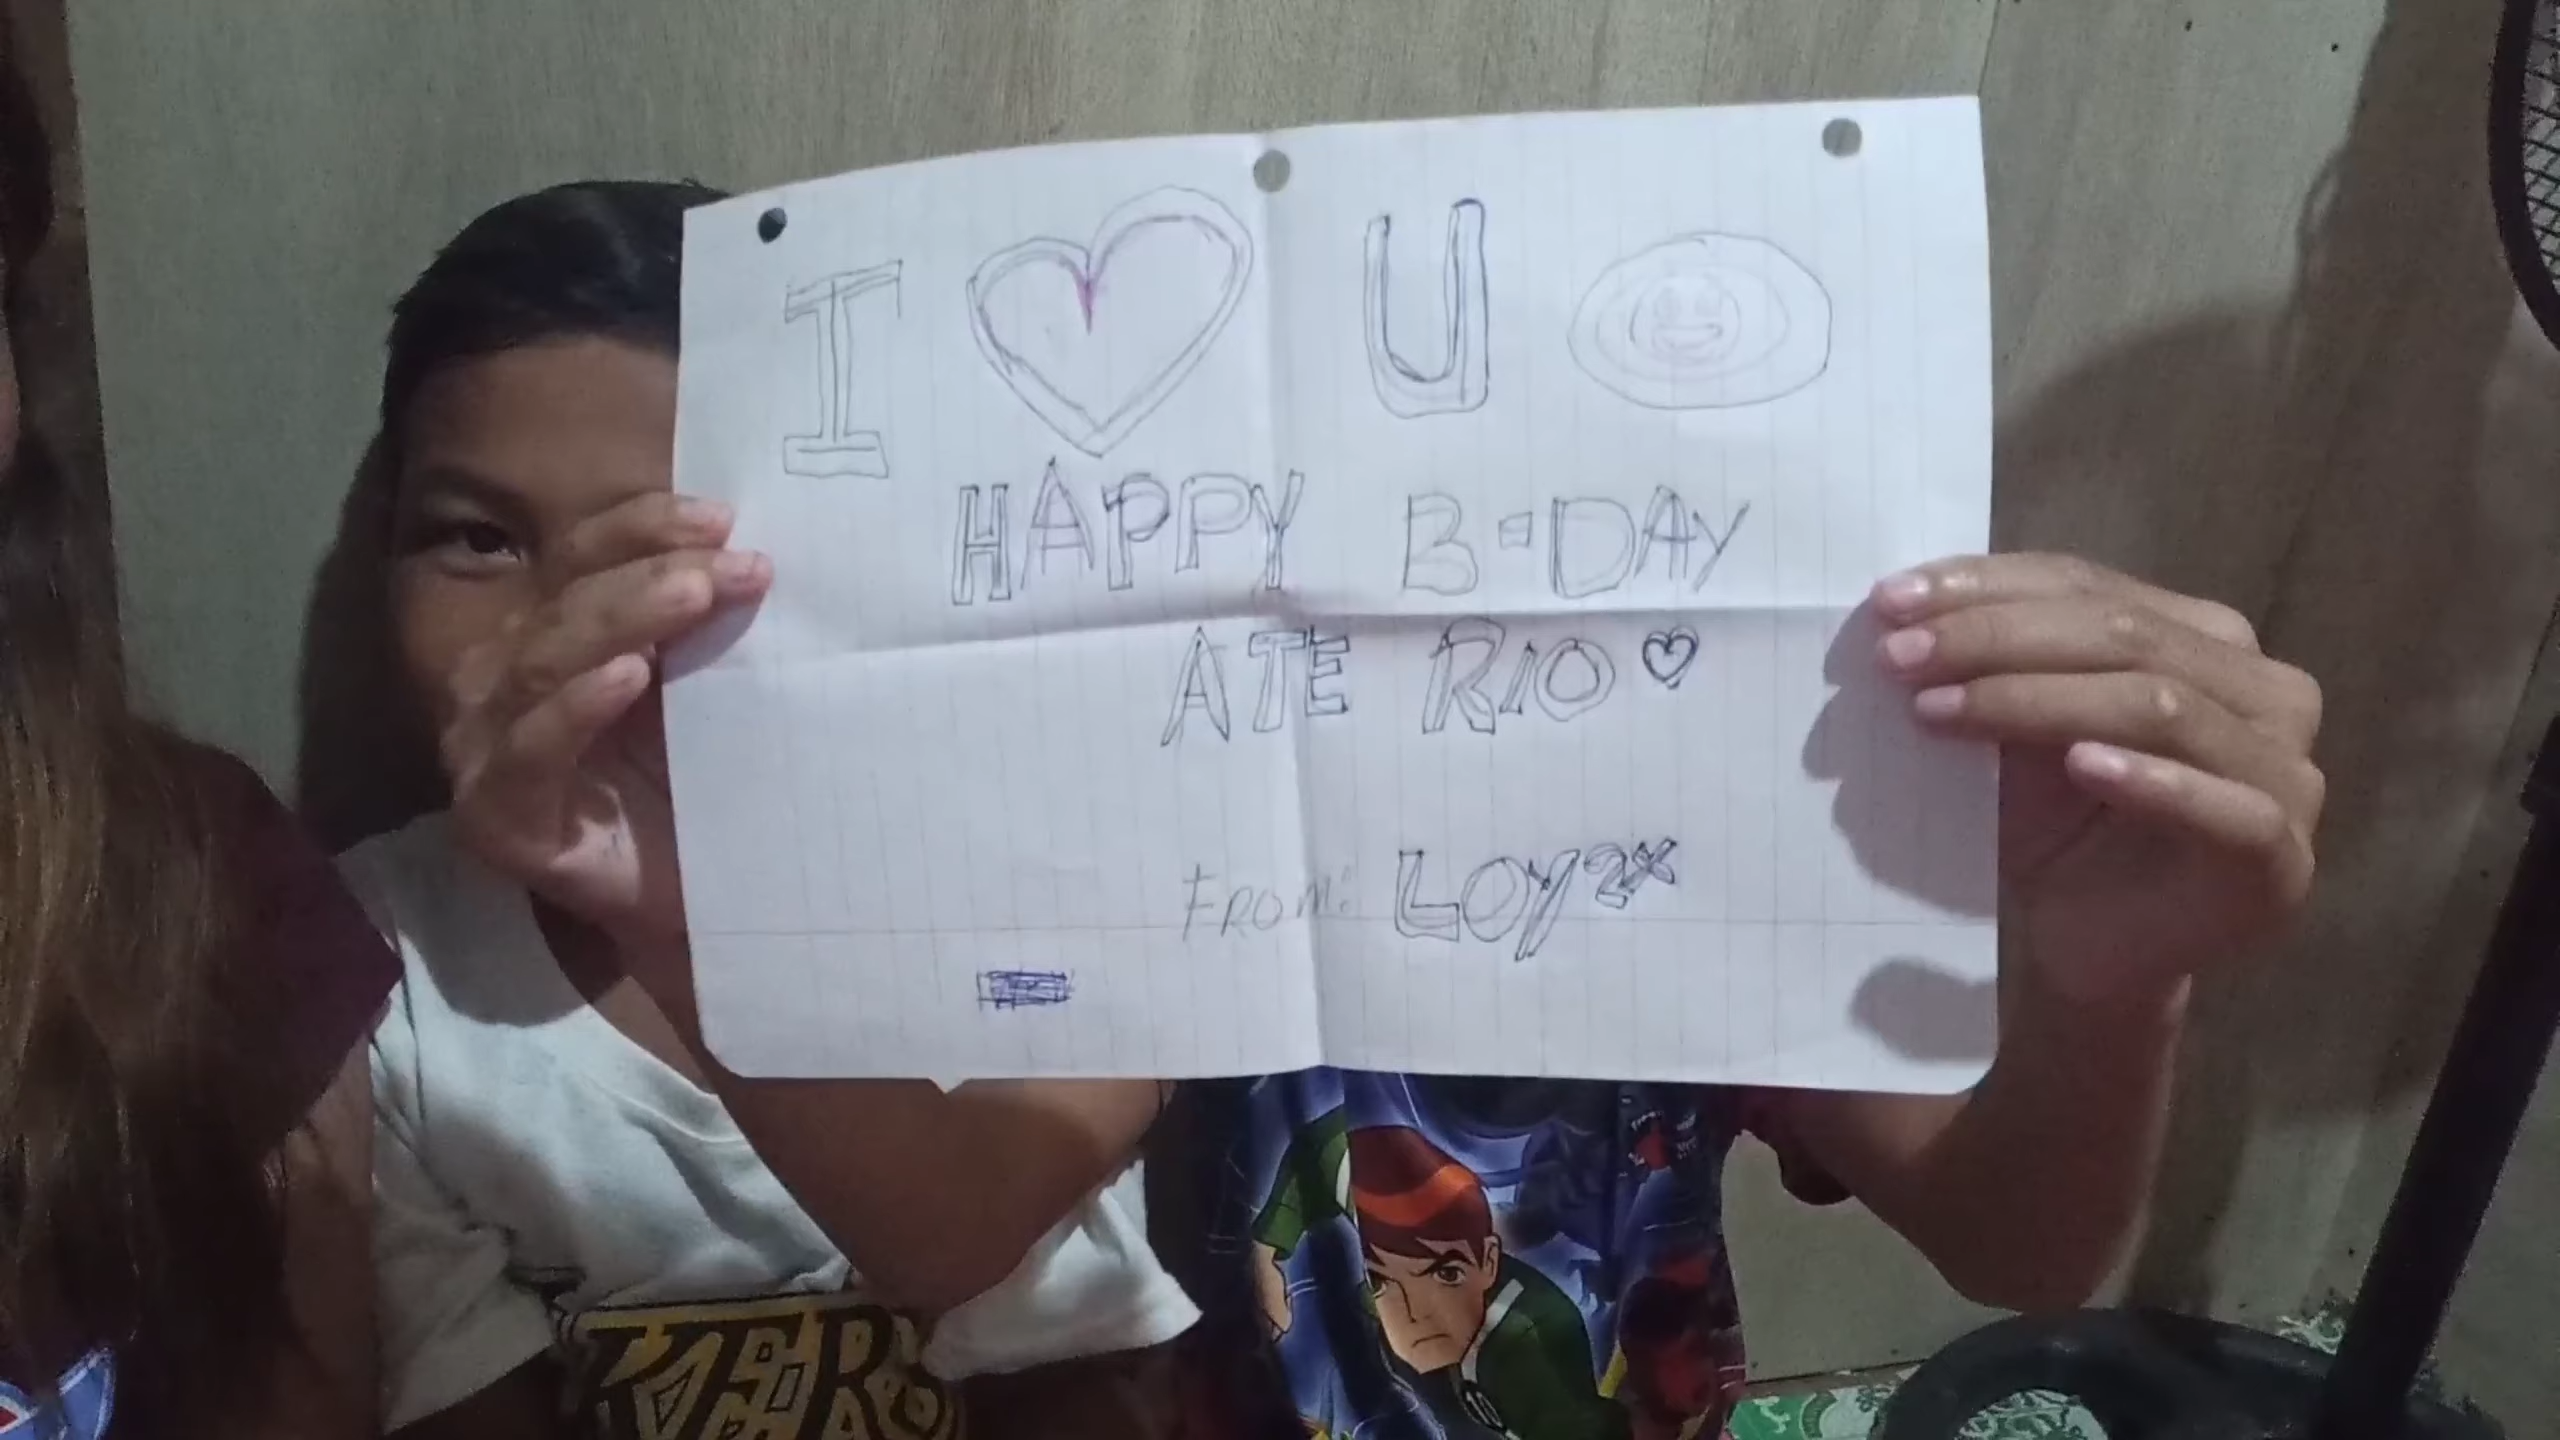 I ♥ U
HAPPY B-DAY
ATE RIO ♡
FROM: LOY2x